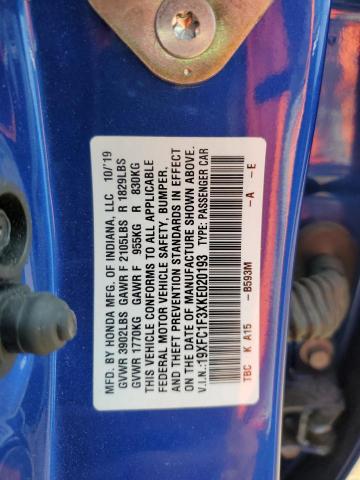 MFD. BY HONDA MFG. OF INDIANA, LLC 10/'19
GVWR 3902LBS GAWR F 2105LBS R 1829LBS
GVWR 1770KG GAWR F 955KG R 830KG
THIS VEHICLE CONFORMS TO ALL APPLICABLE
FEDERAL MOTOR VEHICLE SAFETY, BUMPER,
AND THEFT PREVENTION STANDARDS IN EFFECT
ON THE DATE OF MANUFACTURE SHOWN ABOVE.
V.I.N.:19XFC1F3XKE020193 TYPE: PASSENGER CAR
TBC K A15 - B593M - A - E